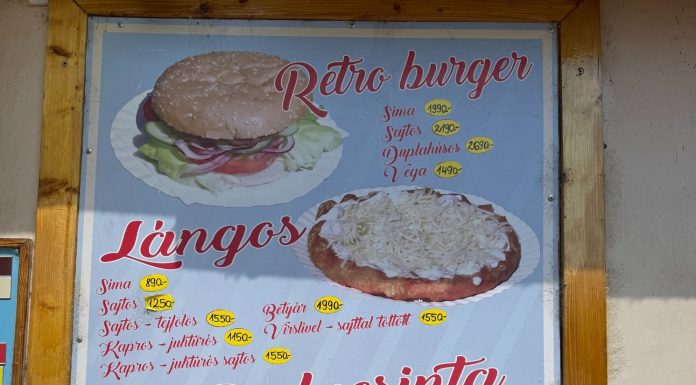 Retro burger
Sima 1990.-
Sajtos 2190.-
Duplahúsos 2690.-
Vega 1490.-
Lángos
Sima 890.-
Sajtos 1250.-
Sajtos - tejfölös 1550.-
Kapros - juhtúrós 1150.-
Kapros - juhtúrós sajtos 1550.-
Betyár 1990.-
Virslivel - sajttal töltött 1550.-